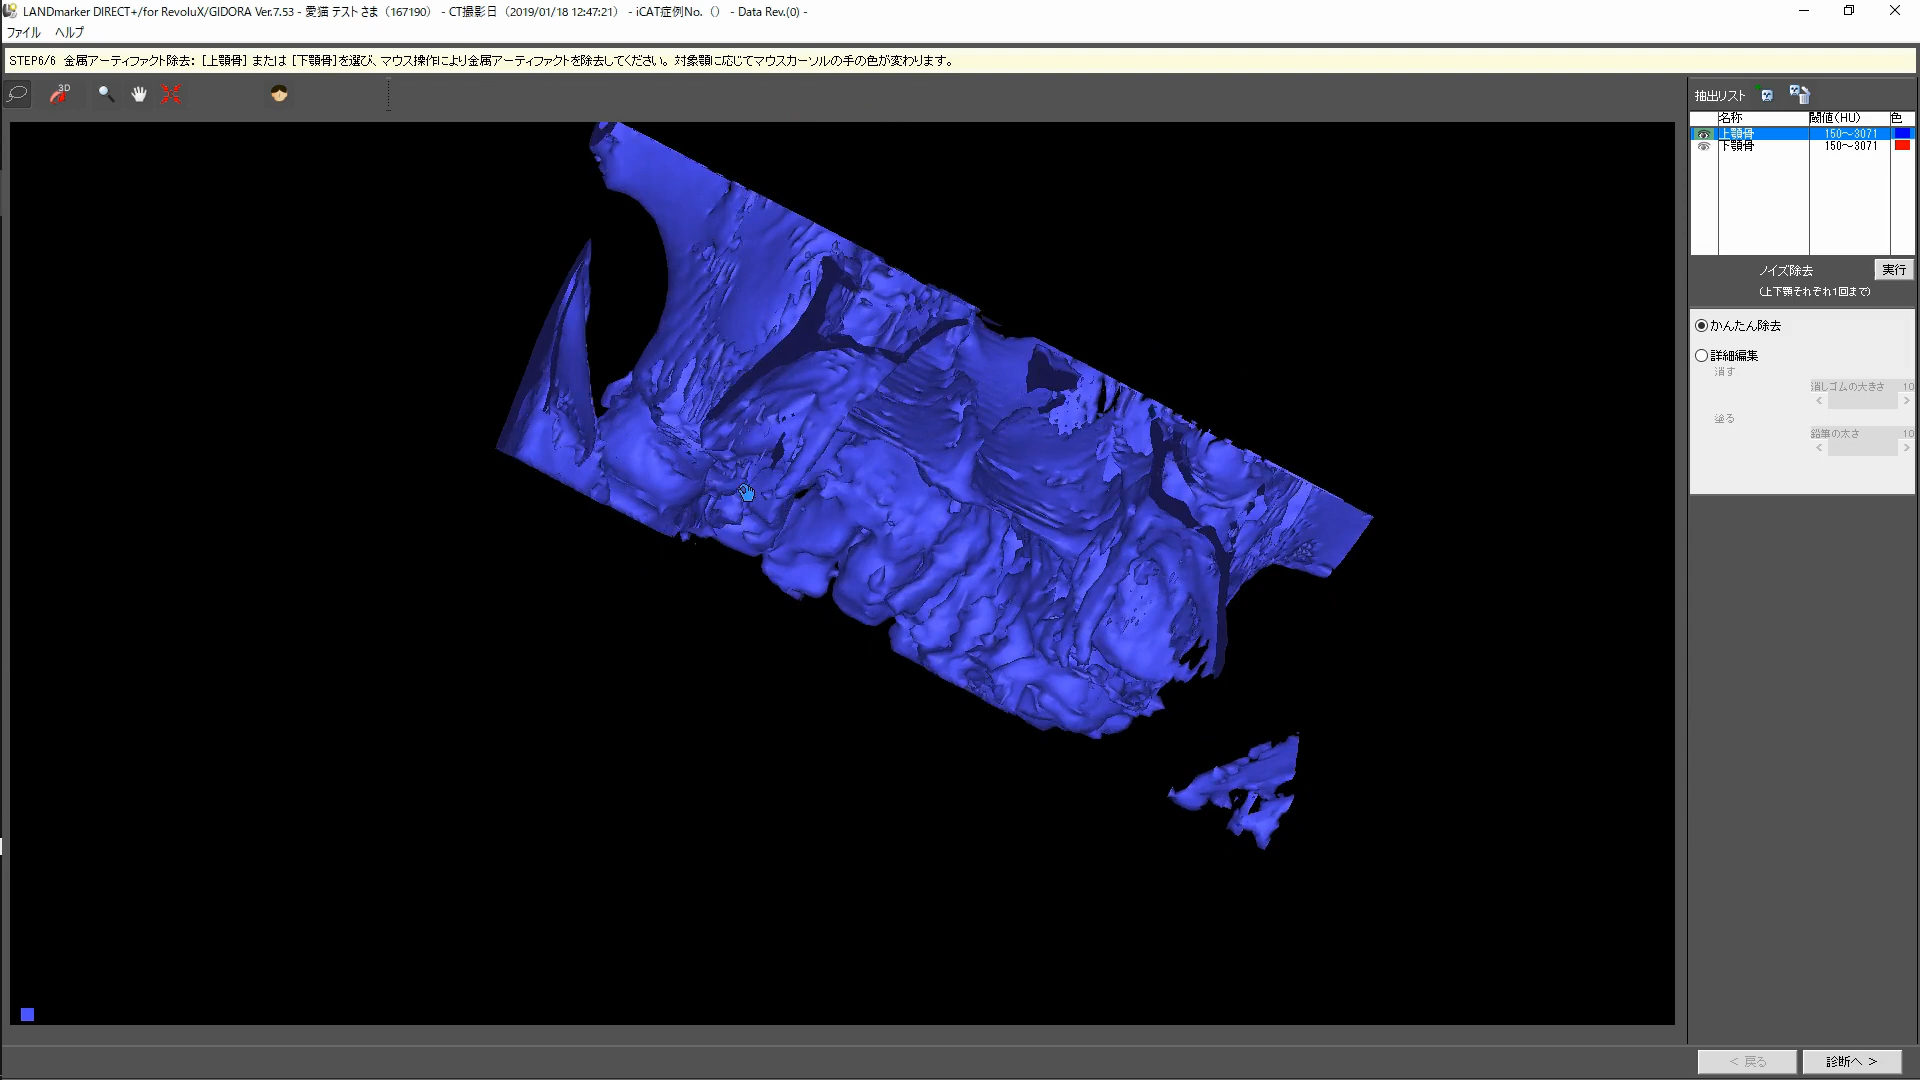 LANDmarker DIRECT+/for RevoluX/GIDORA Ver.7.53 - 愛猫 テストさま（167190） - CT撮影日（2019/01/18 12:47:21） - iCAT症例No.（） - Data Rev.(0) -
ファイル ヘルプ
STEP6/6 金属アーティファクト除去: [上顎骨] または [下顎骨]を選び、マウス操作により金属アーティファクトを除去してください。対象顎に応じてマウスカーソルの手の色が変わります。
3D
抽出リスト
名称 閾値(HU) 色
上顎骨 150～3071
下顎骨 150～3071
ノイズ除去 実行
(上下顎それぞれ1回まで)
かんたん除去
詳細編集
消す
消しゴムの大きさ 10
< >
塗る
鉛筆の太さ 10
< >
< 戻る 診断へ >